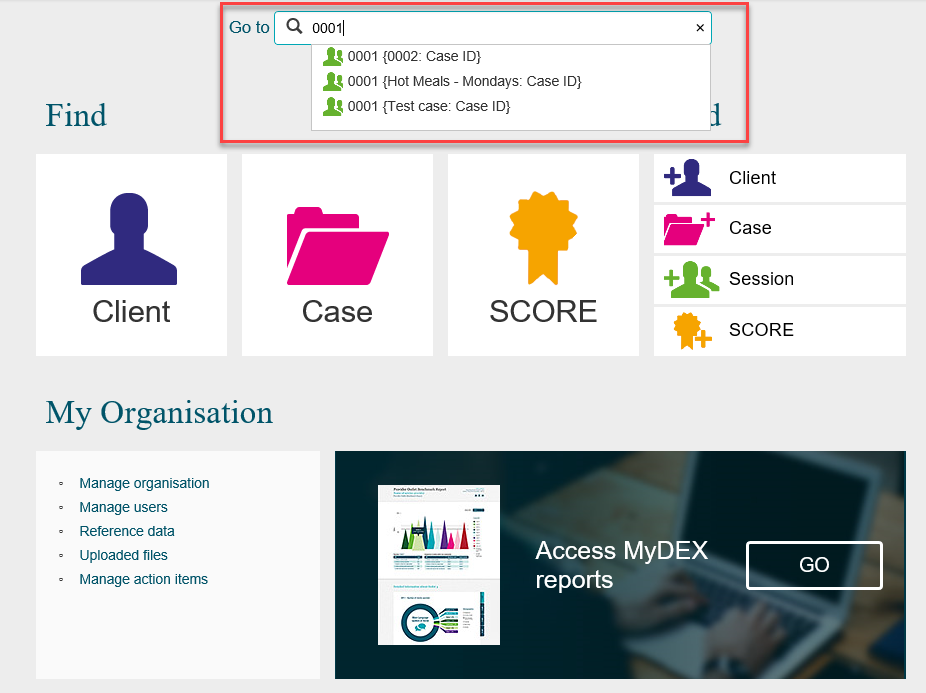 Go to 0001 ×
0001 {0002: Case ID}
0001 {Hot Meals - Mondays: Case ID}
0001 {Test case: Case ID}
Find
Client
Case
SCORE
Client
Case
Session
SCORE
My Organisation
Manage organisation
Manage users
Reference data
Uploaded files
Manage action items
Access MyDEX
reports
GO